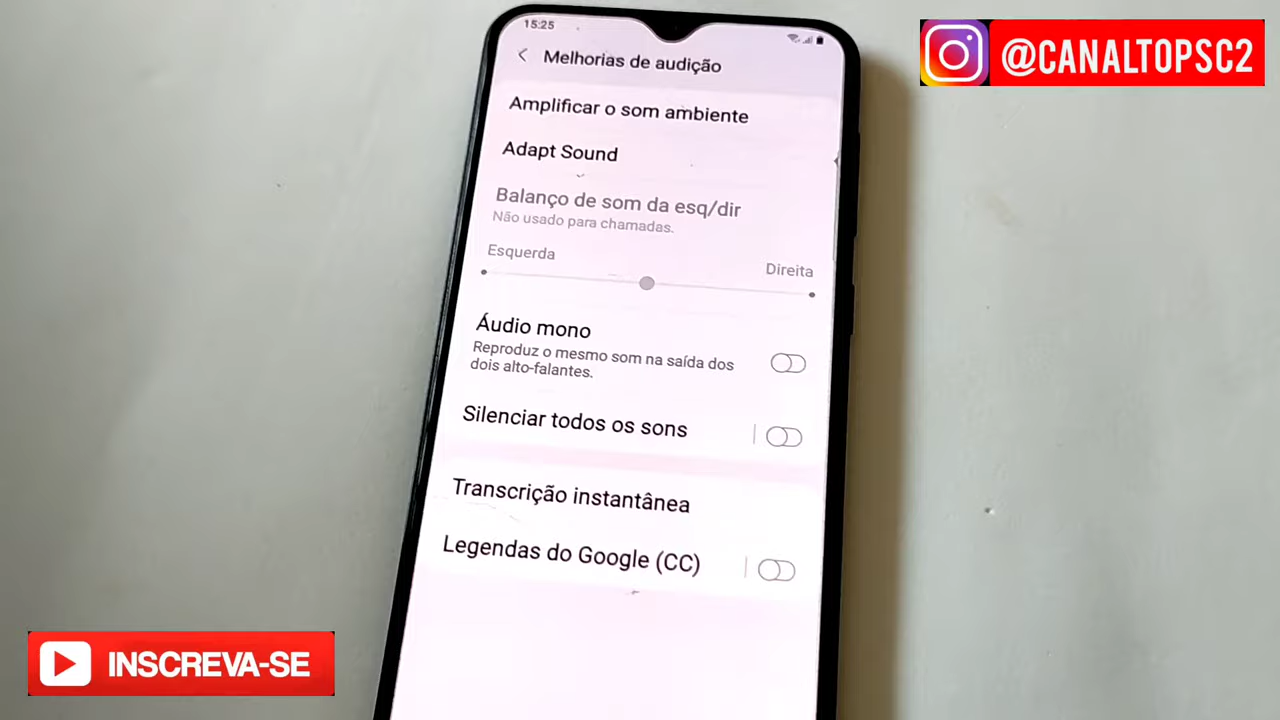 15:25
@CANALTOPSC2
Melhorias de audição
Amplificar o som ambiente
Adapt Sound
Balanço de som da esq/dir
Não usado para chamadas.
Esquerda
Direita
Áudio mono
Reproduz o mesmo som na saída dos
dois alto-falantes.
Silenciar todos os sons
Transcrição instantânea
Legendas do Google (CC)
INSCREVA-SE